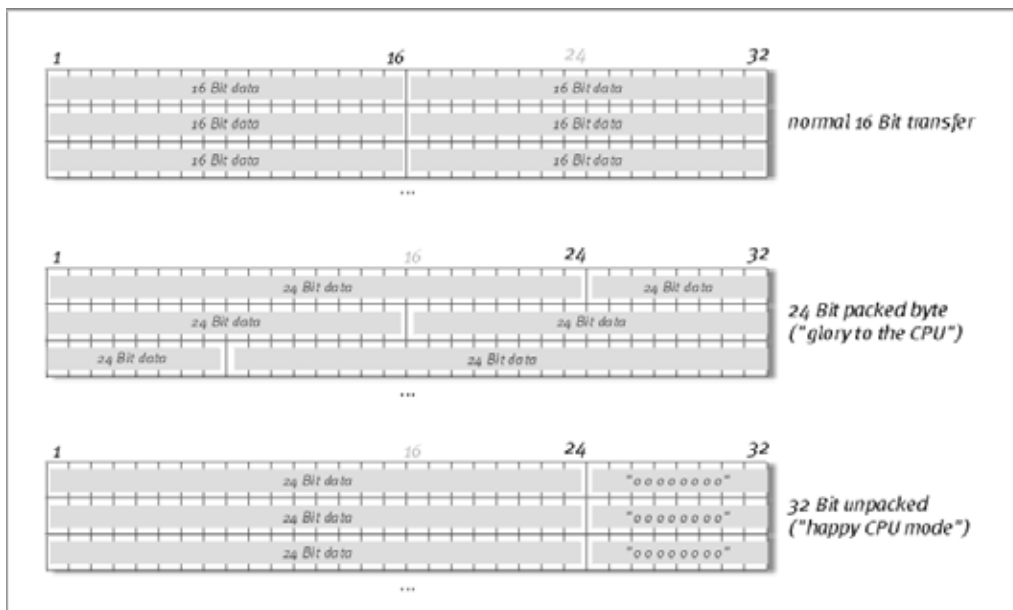 1 16 24 32
16 Bit data 16 Bit data
16 Bit data 16 Bit data
16 Bit data 16 Bit data
normal 16 Bit transfer
...
1 16 24 32
24 Bit data 24 Bit data
24 Bit data 24 Bit data
24 Bit data 24 Bit data
24 Bit packed byte
("glory to the CPU")
...
1 16 24 32
24 Bit data "00000000"
24 Bit data "00000000"
24 Bit data "00000000"
32 Bit unpacked
("happy CPU mode")
...